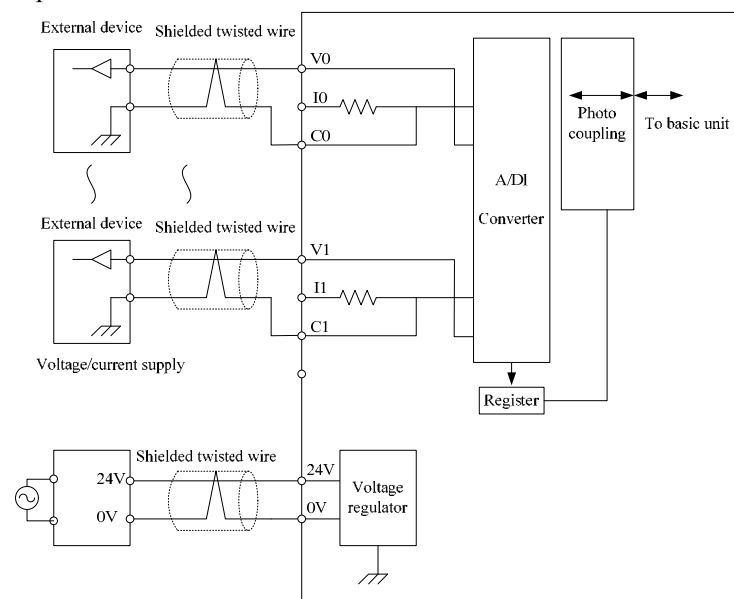 External device
Shielded twisted wire
V0
I0
C0
A/Dl
Converter
Photo
coupling
To basic unit
External device
Shielded twisted wire
V1
I1
C1
Voltage/current supply
Register
Shielded twisted wire
24V
0V
24V
0V
Voltage
regulator